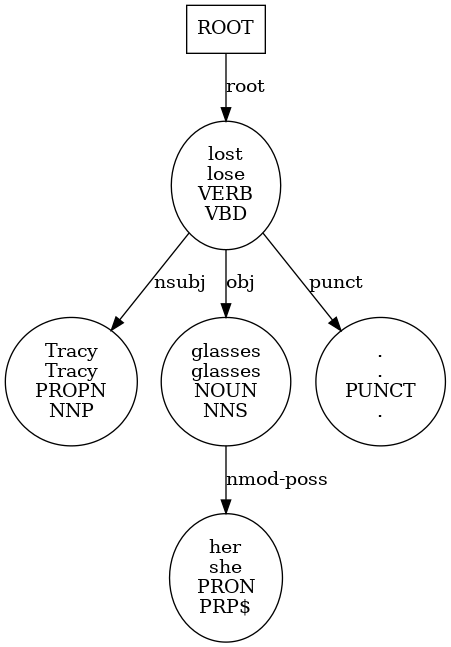 ROOT
root
lost
lose
VERB
VBD
nsubj
obj
punct
Tracy
Tracy
PROPN
NNP
glasses
glasses
NOUN
NNS
.
.
PUNCT
.
nmod-poss
her
she
PRON
PRP$